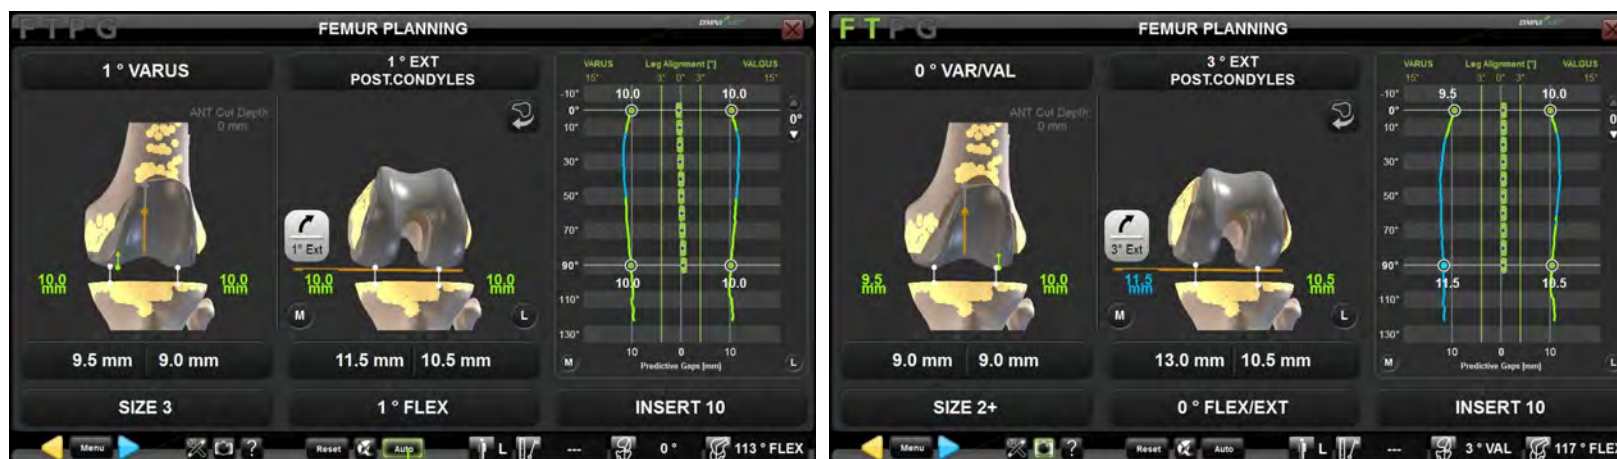 F T P G
FEMUR PLANNING
1 ° VARUS
1 ° EXT
POST.CONDYLES
VARUS Leg Alignment [°] VALGUS
15° 3° 0° 3° 15°
ANT Cut Depth
0 mm
-10° 10.0 10.0
0° 0°
10°
30°
50°
70°
90°
10.0 10.0
110°
130°
10 0 10
Predictive Gaps [mm]
M L
1° Ext
10.0 mm 10.0 mm
10.0 mm 10.0 mm
M L
9.5 mm 9.0 mm
11.5 mm 10.5 mm
SIZE 3
1 ° FLEX
INSERT 10
Menu ? Reset Auto L --- 0 ° 113 ° FLEX
F T P G
FEMUR PLANNING
0 ° VAR/VAL
3 ° EXT
POST.CONDYLES
VARUS Leg Alignment [°] VALGUS
15° 3° 0° 3° 15°
ANT Cut Depth
0 mm
-10° 9.5 10.0
0° 0
10°
30°
50°
70°
90°
11.5 10.5
110°
130°
10 0 10
Predictive Gaps [mm]
M L
3° Ext
9.5 mm 10.0 mm
11.5 mm 10.5 mm
M L
9.0 mm 9.0 mm
13.0 mm 10.5 mm
SIZE 2+
0 ° FLEX/EXT
INSERT 10
Menu ? Reset Auto L --- 3 ° VAL 117 ° FLEX